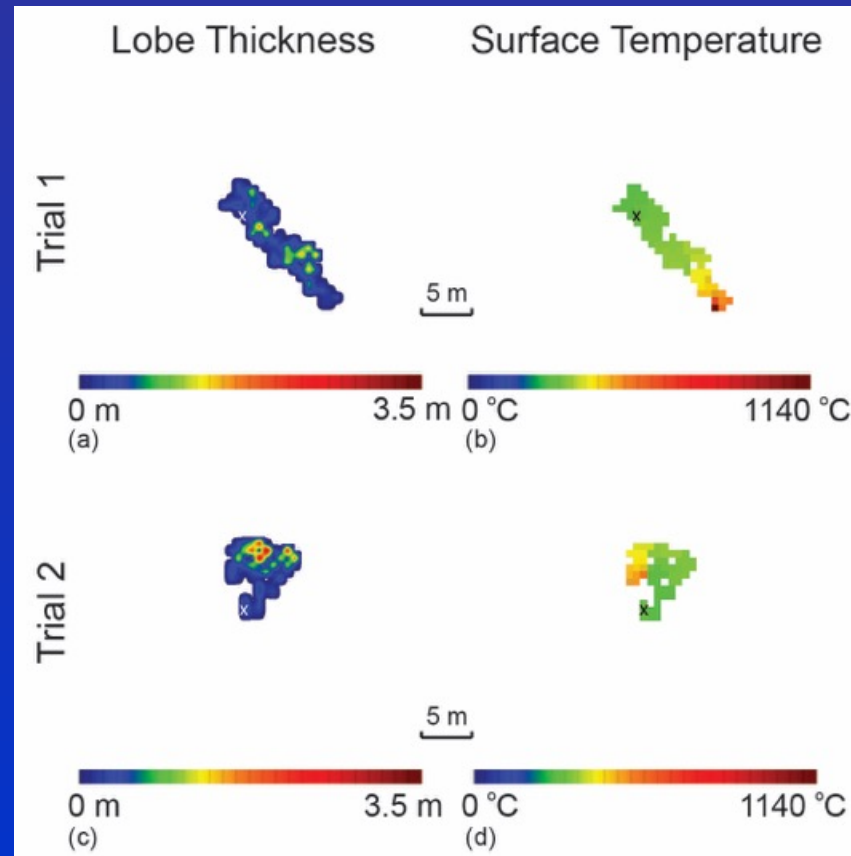 Lobe Thickness Surface Temperature
Trial 1
x x
5 m
0 m 3.5 m 0 °C 1140 °C
(a) (b)
Trial 2
x x
5 m
0 m 3.5 m 0 °C 1140 °C
(c) (d)